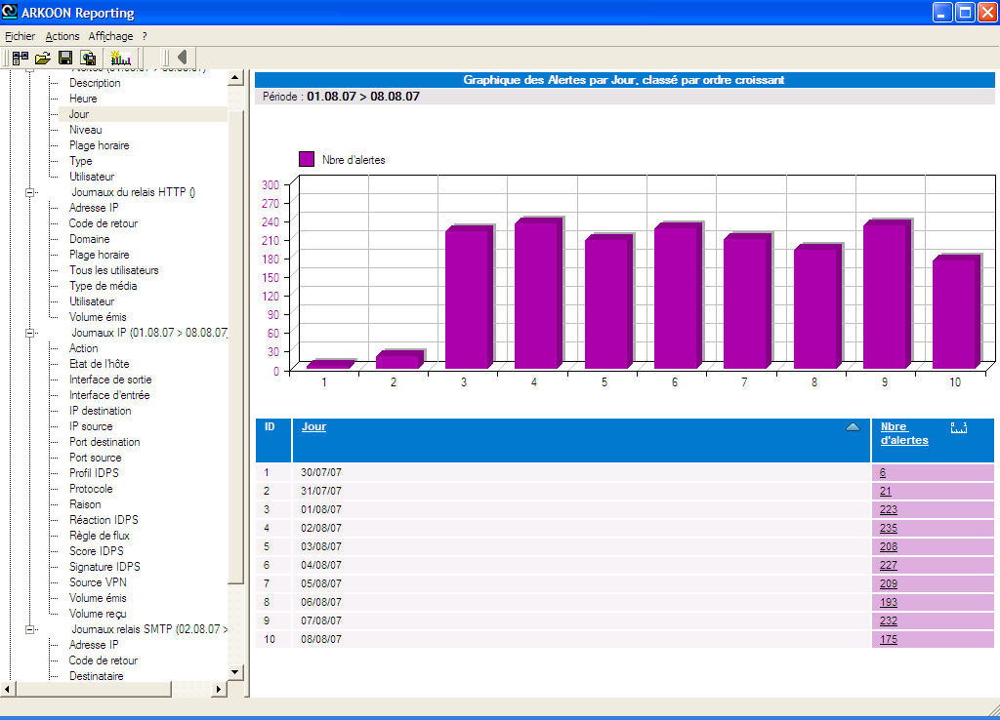 ARKOON Reporting
Fichier Actions Affichage ?
Alertes (01.08.07 > 08.08.07)
Description
Heure
Jour
Niveau
Plage horaire
Type
Utilisateur
Journaux du relais HTTP ()
Adresse IP
Code de retour
Domaine
Plage horaire
Tous les utilisateurs
Type de média
Utilisateur
Volume émis
Journaux IP (01.08.07 > 08.08.07)
Action
Etat de l'hôte
Interface de sortie
Interface d'entrée
IP destination
IP source
Port destination
Port source
Profil IDPS
Protocole
Raison
Réaction IDPS
Règle de flux
Score IDPS
Signature IDPS
Source VPN
Volume émis
Volume reçu
Journaux relais SMTP (02.08.07 >
Adresse IP
Code de retour
Destinataire
Graphique des Alertes par Jour, classé par ordre croissant
Période : 01.08.07 > 08.08.07
Nbre d'alertes
300
270
240
210
180
150
120
90
60
30
0
1 2 3 4 5 6 7 8 9 10
ID Jour Nbre d'alertes
1 30/07/07 6
2 31/07/07 21
3 01/08/07 223
4 02/08/07 235
5 03/08/07 208
6 04/08/07 227
7 05/08/07 209
8 06/08/07 193
9 07/08/07 232
10 08/08/07 175